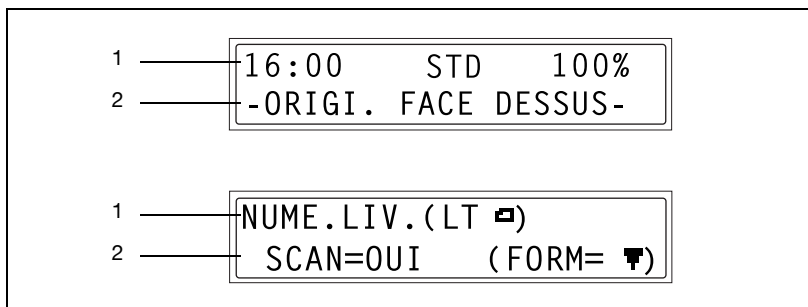 1 16:00 STD 100%
2 -ORIGI. FACE DESSUS-
1 NUME.LIV.(LT ▭)
2 SCAN=OUI (FORM= ▼)